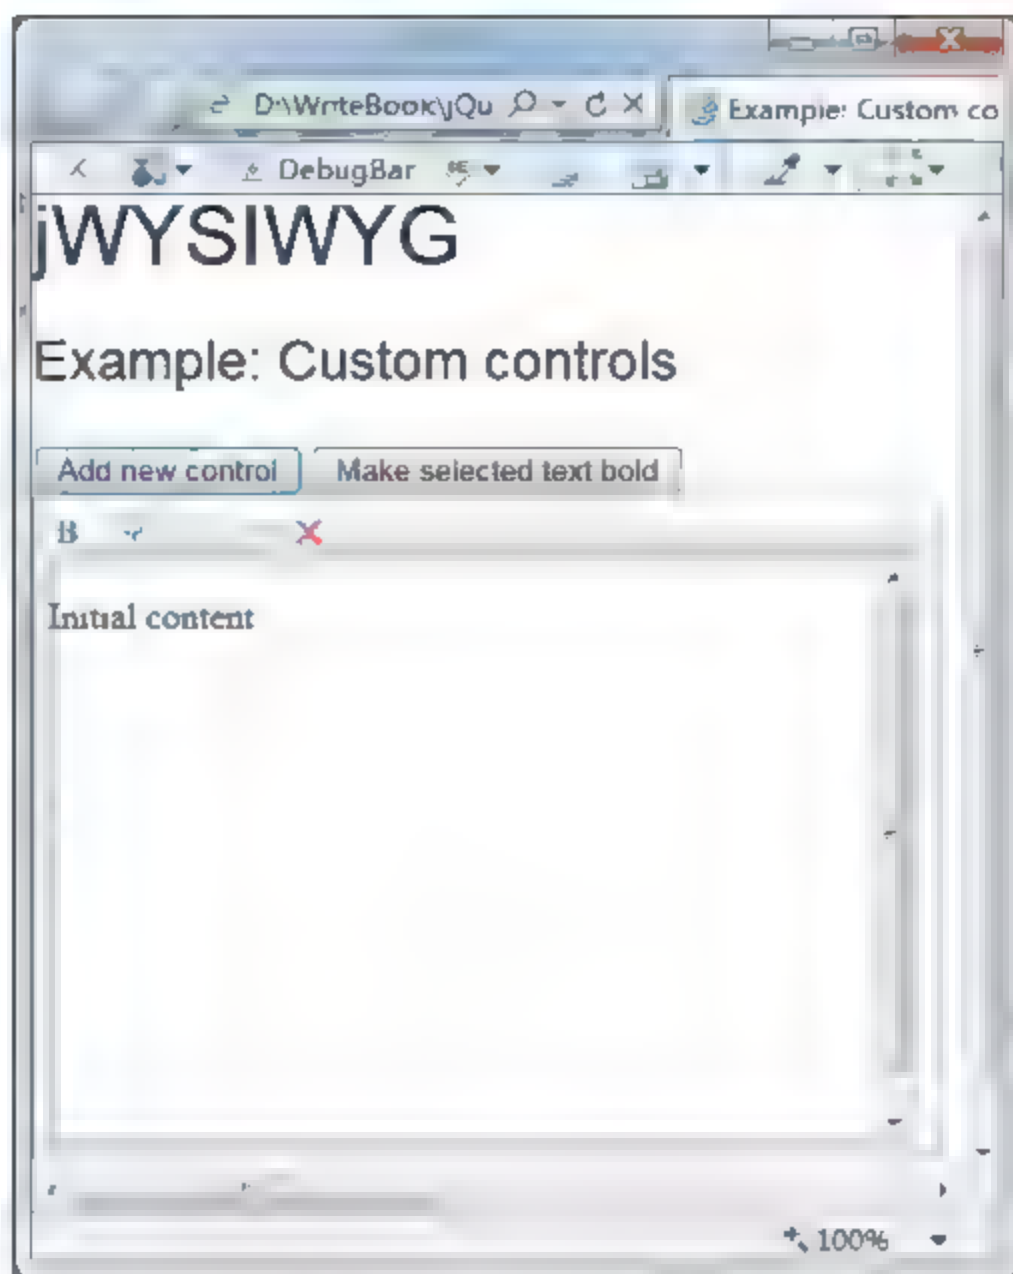 D:\WriteBook\jQu
Example: Custom co
DebugBar
jWYSIWYG
Example: Custom controls
Add new control Make selected text bold
B
Initial content
100%